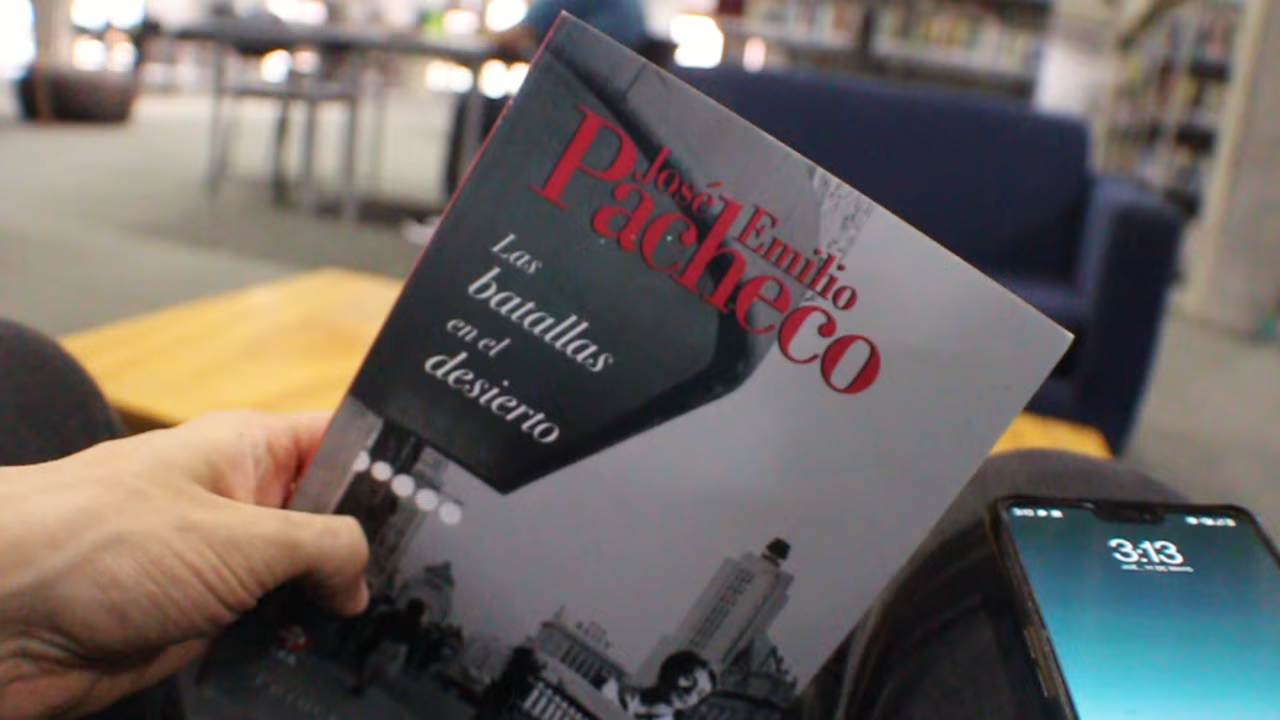 José Emilio
Pacheco
Las
batallas
en el
desierto
3:13